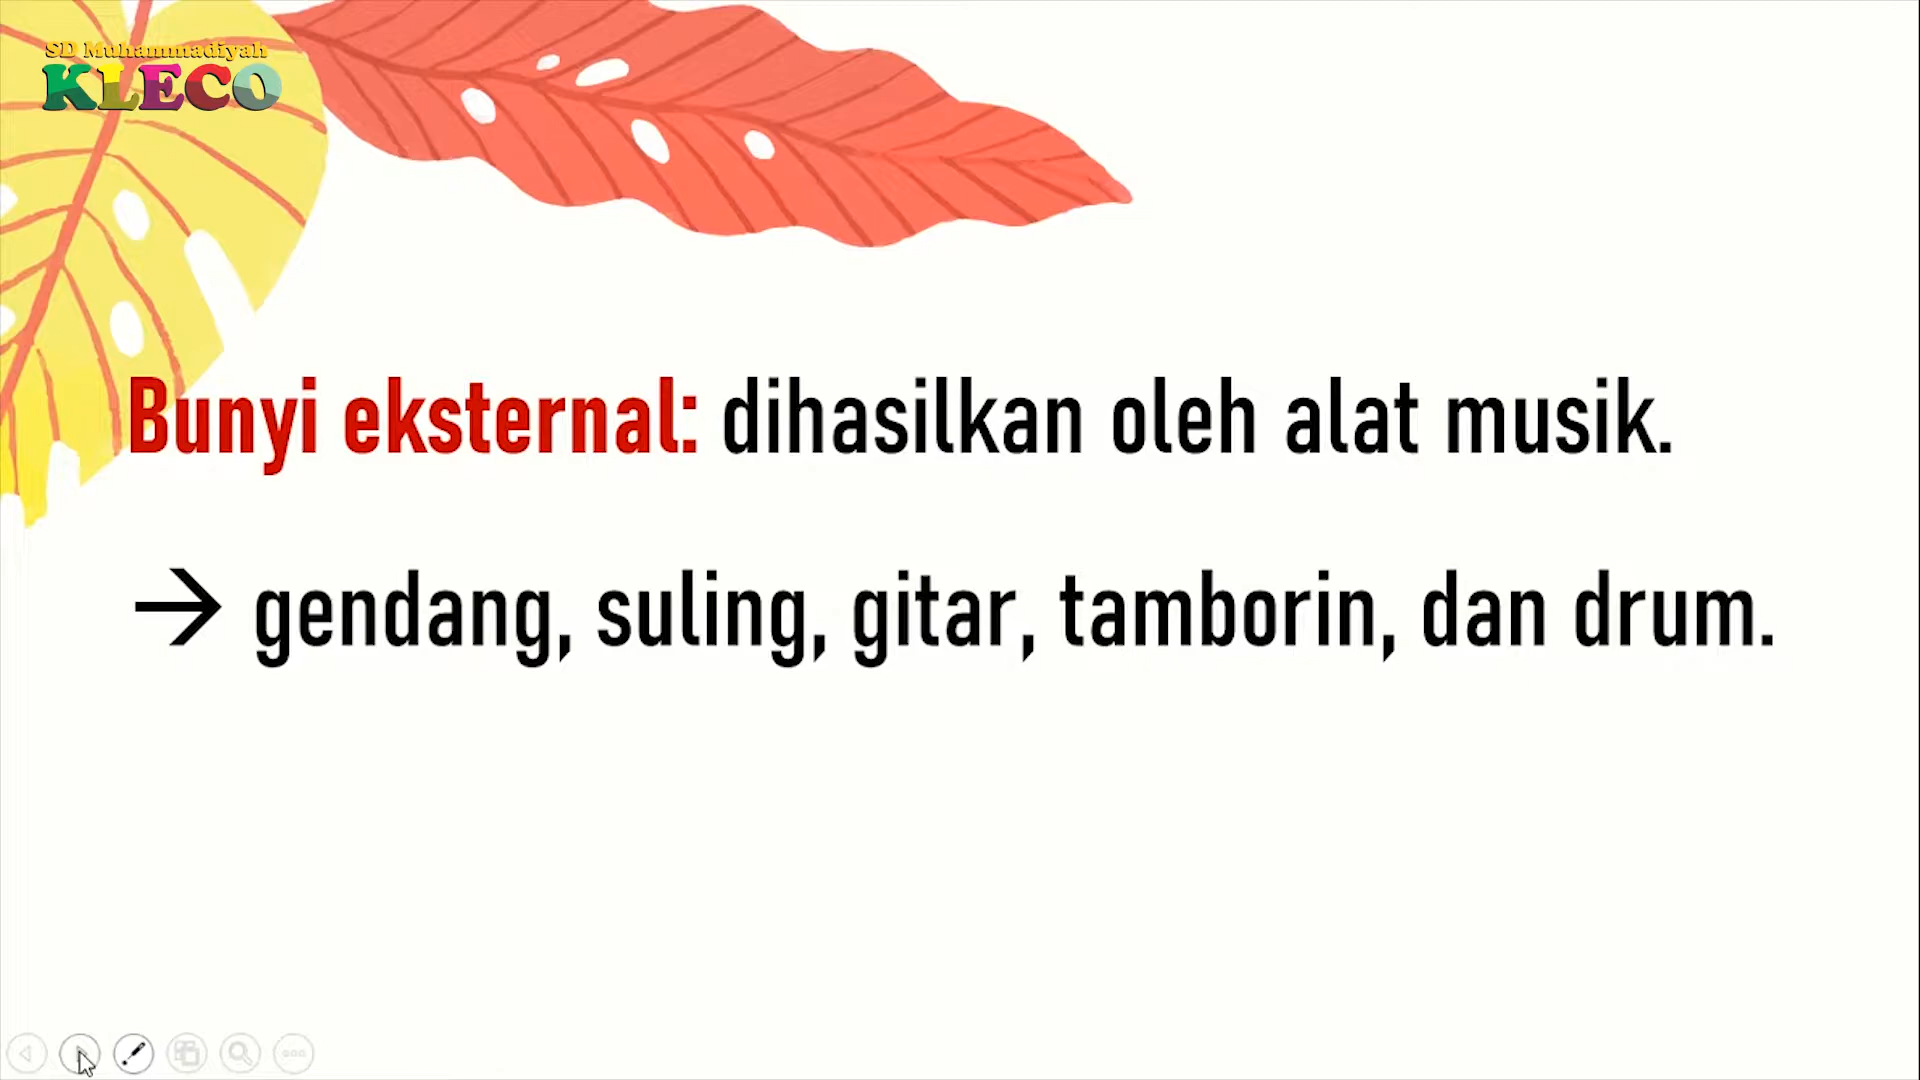 SD Muhammadiyah
KLECO
Bunyi eksternal: dihasilkan oleh alat musik.
→ gendang, suling, gitar, tamborin, dan drum.